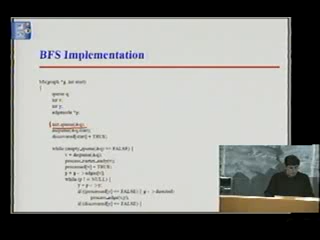 BFS Implementation
bfs(graph *g, int start)
{
queue q;
int v;
int y;
edgenode *p;
init_queue(&q);
enqueue(&q,start);
discovered[start] = TRUE;
while (empty_queue(&q) == FALSE) {
v = dequeue(&q);
process_vertex_early(v);
processed[v] = TRUE;
p = g->edges[v];
while (p != NULL) {
y = p->y;
if ((processed[y] == FALSE) || g->directed)
process_edge(v,y);
if (discovered[y] == FALSE) {